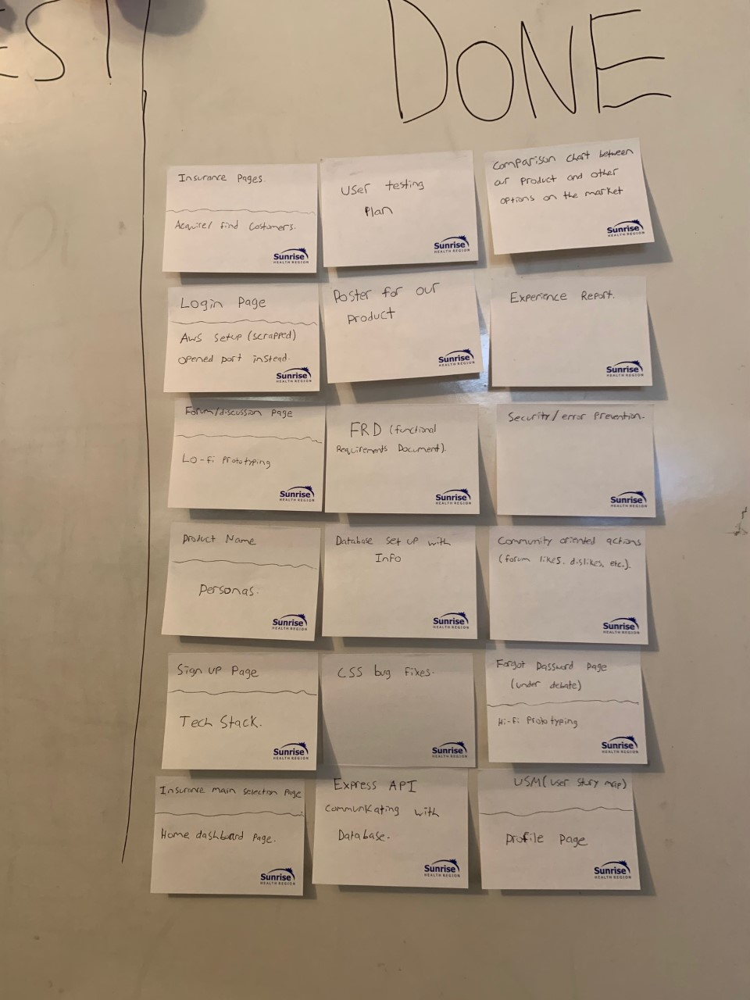 EST
DONE
Insurance Pages
Acquire/ find Costumers.
Sunrise
HEALTH REGION
User testing
Plan
Sunrise
HEALTH REGION
Comparison chart between
our product and other
options on the market
Sunrise
HEALTH REGION
Login Page
AWS setup (scrapped)
opened port instead.
Sunrise
HEALTH REGION
Poster for our
product
Sunrise
HEALTH REGION
Experience Report.
Sunrise
HEALTH REGION
Forum/discussion Page
Lo-fi Prototyping
Sunrise
HEALTH REGION
FRD (functional
Requirements Document).
Sunrise
HEALTH REGION
Security/error Prevention.
Sunrise
HEALTH REGION
Product Name
Personas.
Sunrise
HEALTH REGION
Database set up with
Info
Sunrise
HEALTH REGION
Community oriented actions
(forum likes, dislikes, etc.).
Sunrise
HEALTH REGION
Sign up Page
Tech Stack.
Sunrise
HEALTH REGION
CSS bug fixes.
Sunrise
HEALTH REGION
Forgot Password Page
(under debate)
Hi-fi Prototyping
Sunrise
HEALTH REGION
Insurance main selection Page
Home dashboard Page.
Sunrise
HEALTH REGION
Express API
Communicating with
Database.
Sunrise
HEALTH REGION
USM (User Story map)
Profile Page
Sunrise
HEALTH REGION